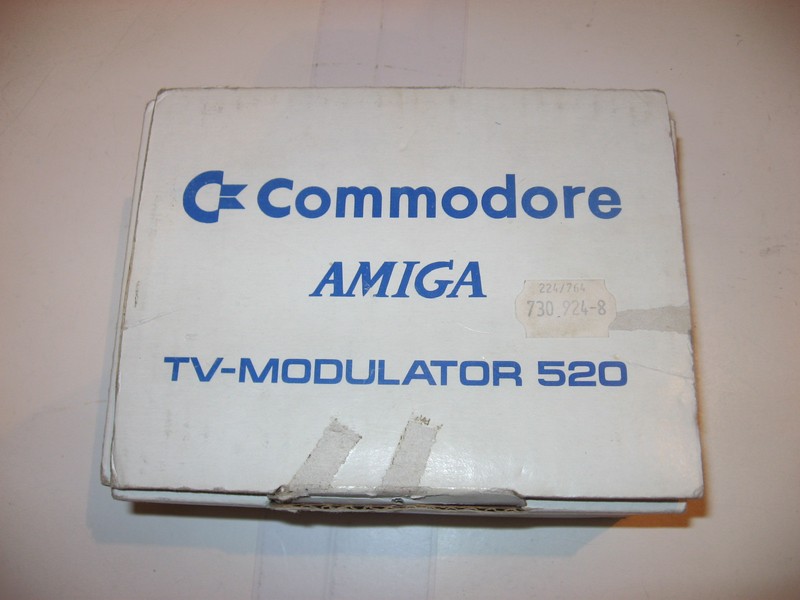 Commodore
AMIGA
224/764
730.924-8
TV-MODULATOR 520